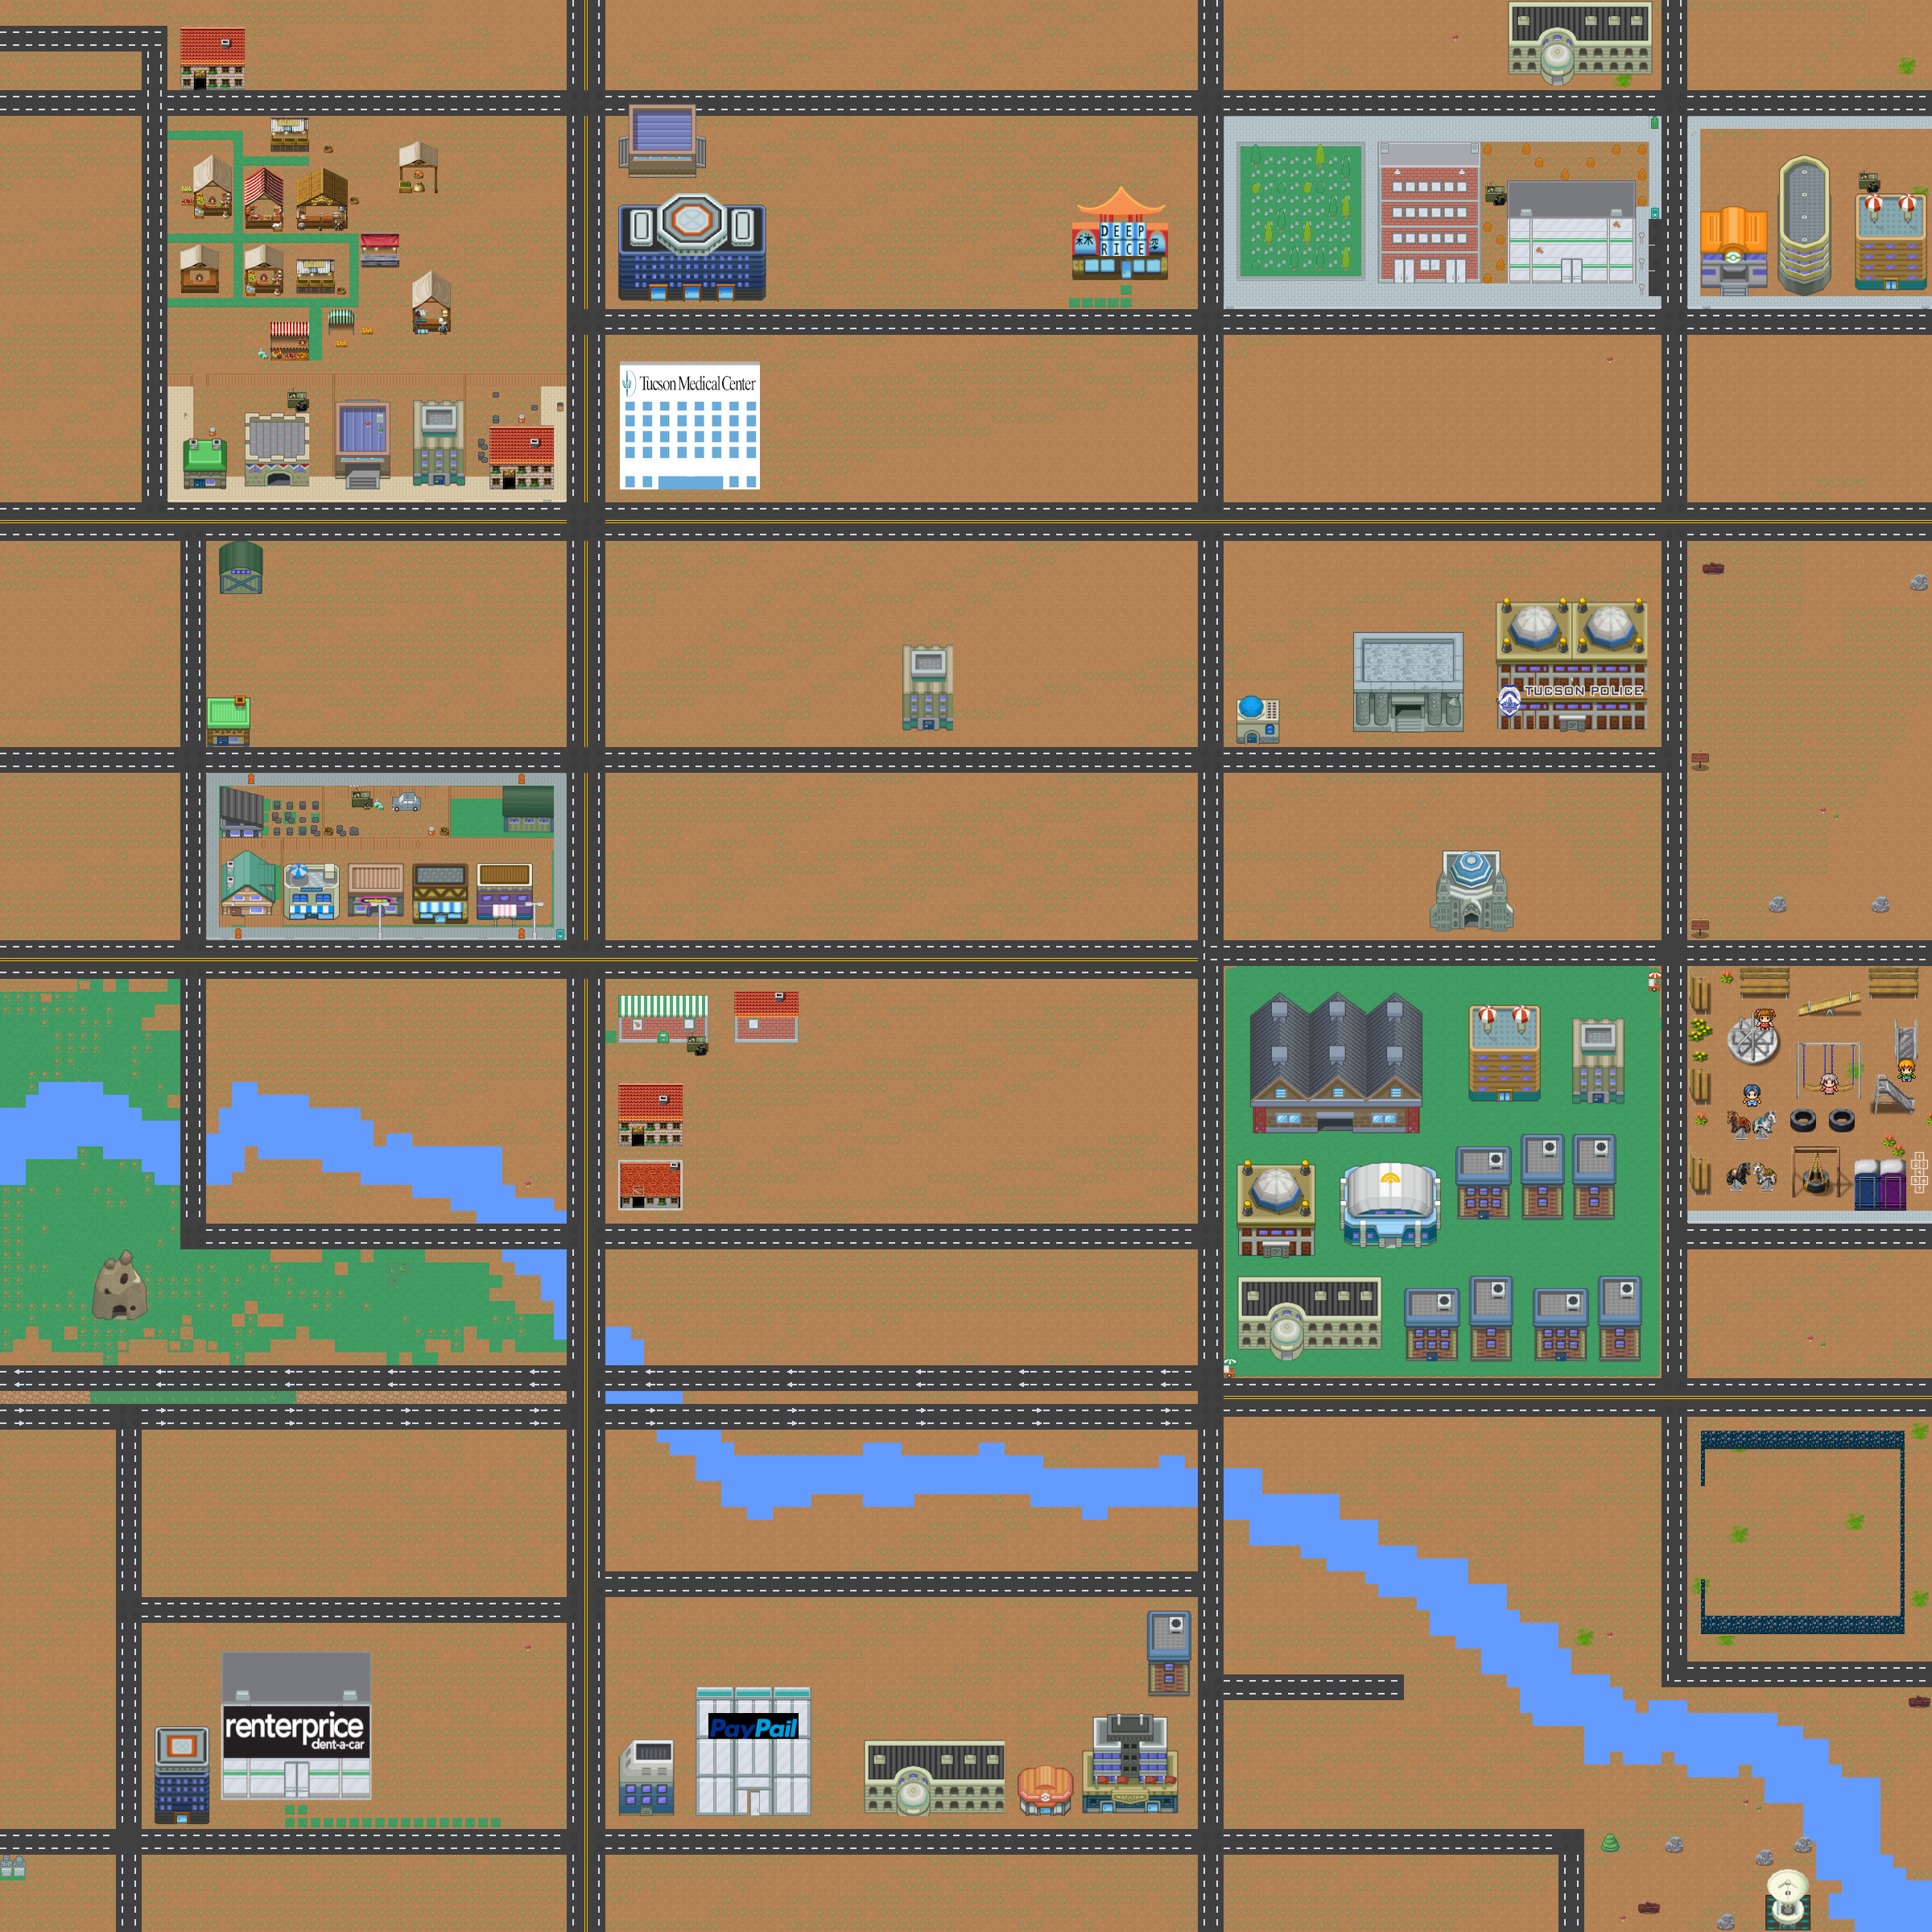 DEEP
RICE
Tucson Medical Center
TUCSON POLICE
renterprice
dent-a-car
PayPail